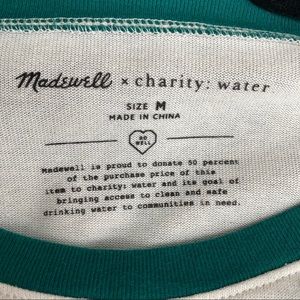 Madewell × charity: water
SIZE M
MADE IN CHINA
DO
WELL
Madewell is proud to donate 50 percent
of the purchase price of this
item to charity: water and its goal of
bringing access to clean and safe
drinking water to communities in need.